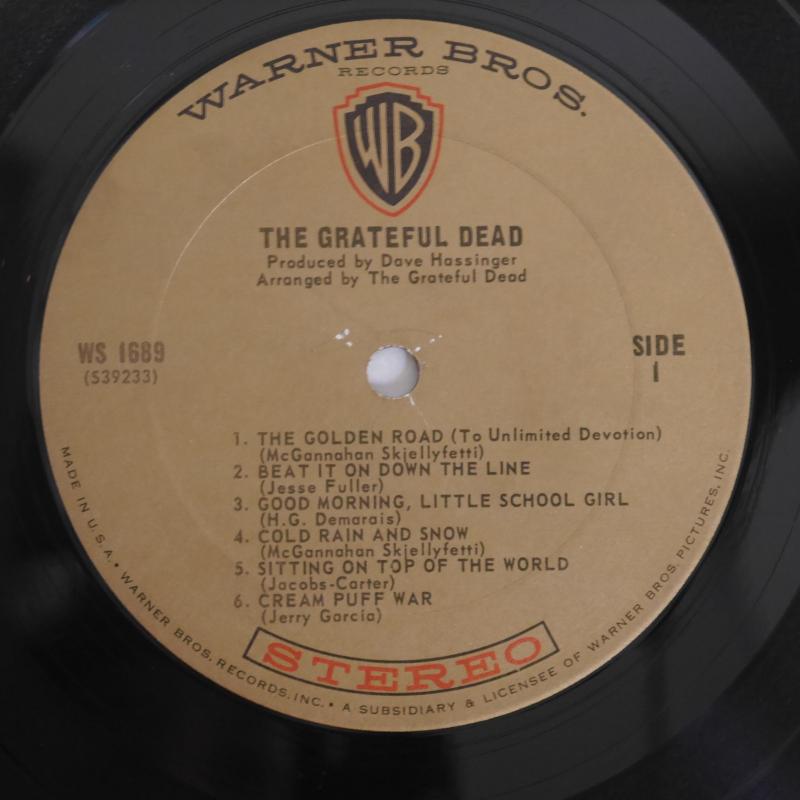 WARNER BROS.
RECORDS
WB
THE GRATEFUL DEAD
Produced by Dave Hassinger
Arranged by The Grateful Dead
WS 1689
(S39233)
SIDE
1
1. THE GOLDEN ROAD (To Unlimited Devotion)
(McGannahan Skjellyfetti)
2. BEAT IT ON DOWN THE LINE
(Jesse Fuller)
3. GOOD MORNING, LITTLE SCHOOL GIRL
(H.G. Demarais)
4. COLD RAIN AND SNOW
(McGannahan Skjellyfetti)
5. SITTING ON TOP OF THE WORLD
(Jacobs-Carter)
6. CREAM PUFF WAR
(Jerry Garcia)
STEREO
MADE IN U.S.A. • WARNER BROS. RECORDS, INC. • A SUBSIDIARY & LICENSEE OF WARNER BROS. PICTURES, INC.